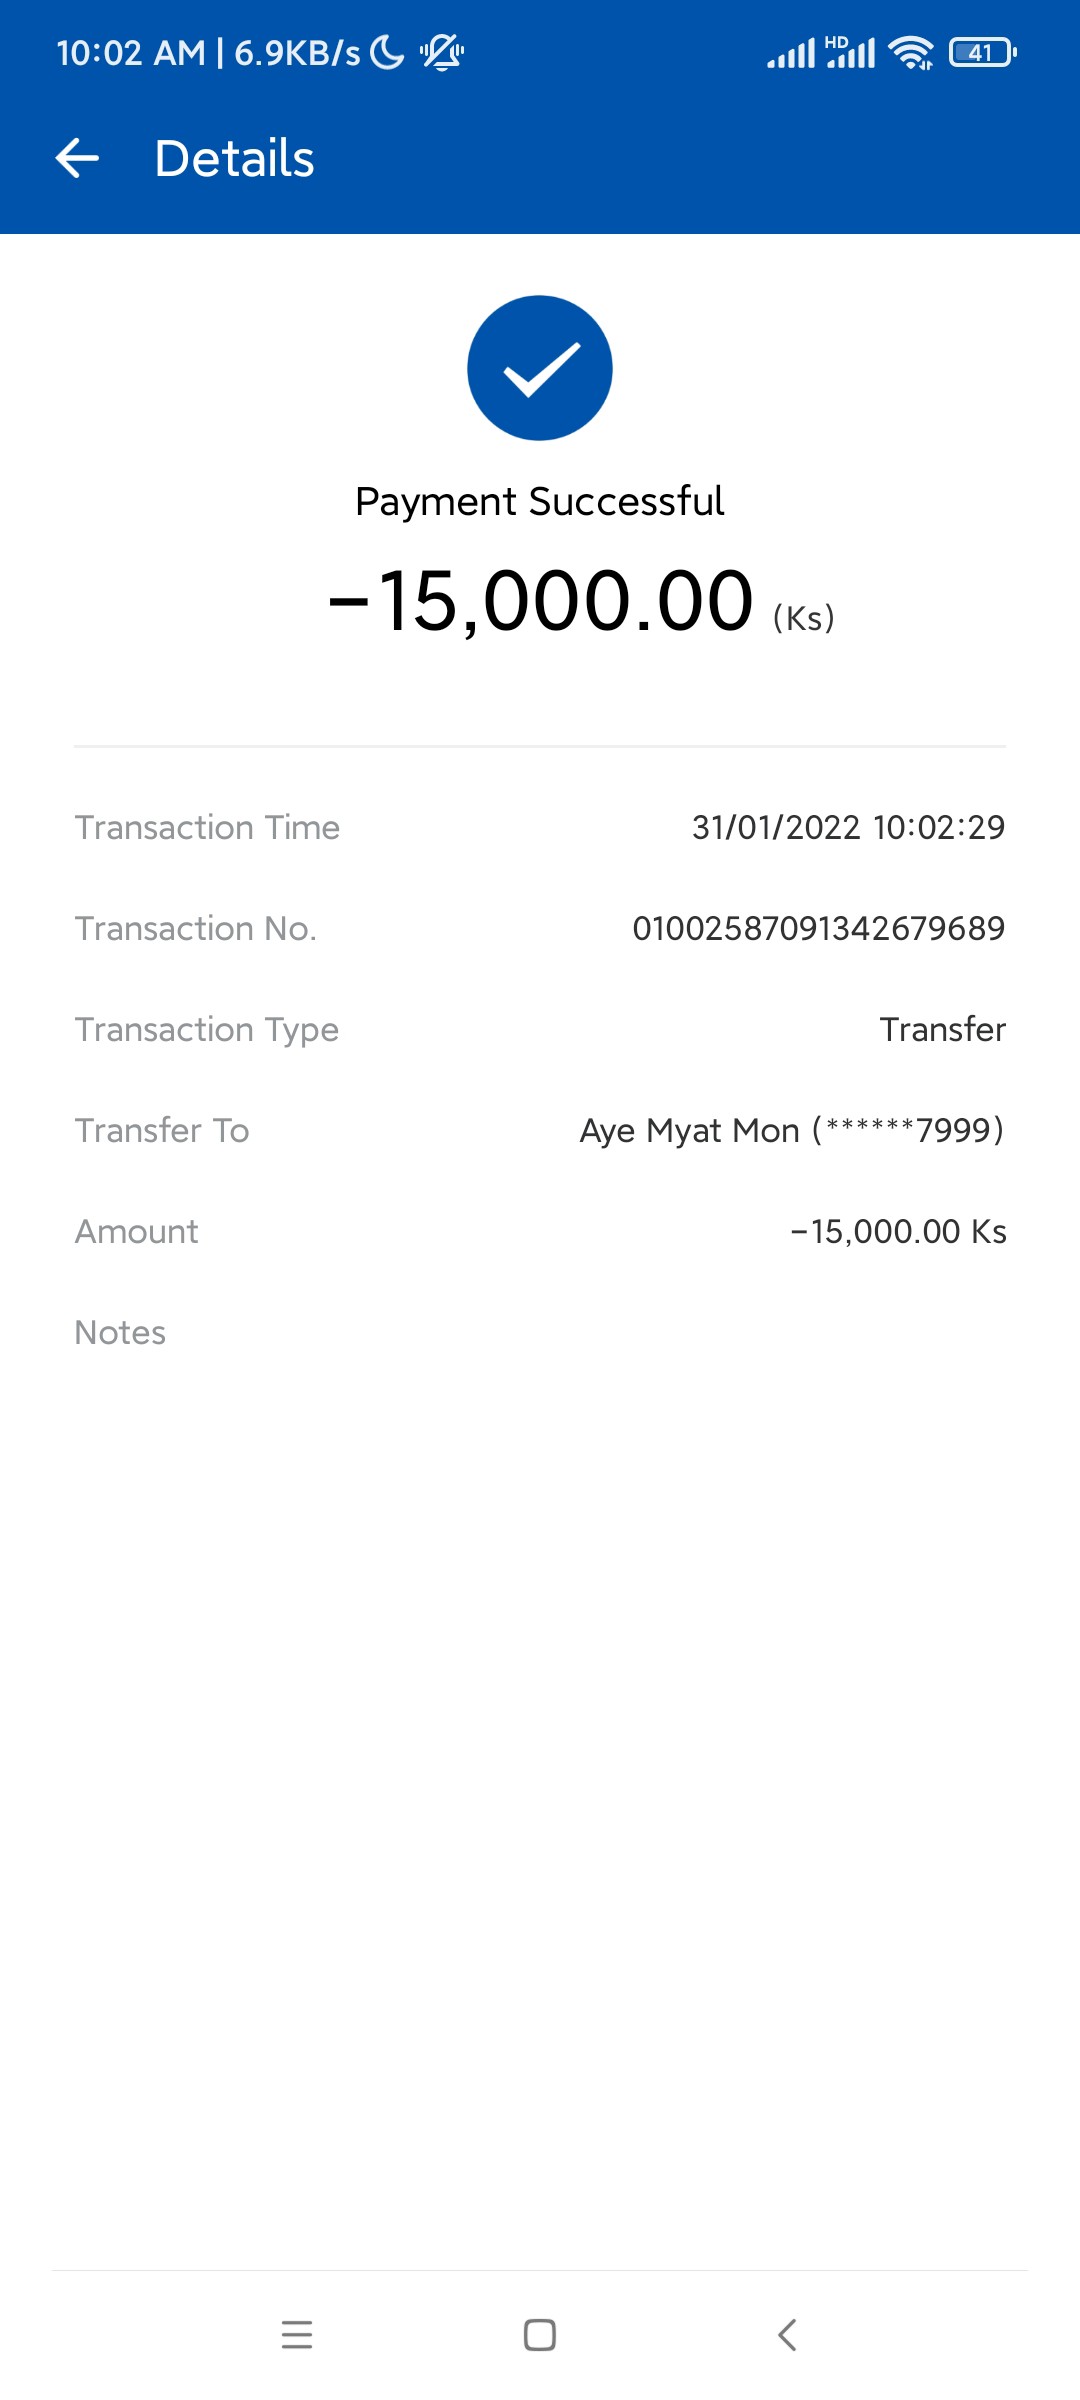 10:02 AM | 6.9KB/s HD 41
Details
Payment Successful
-15,000.00 (Ks)
Transaction Time 31/01/2022 10:02:29
Transaction No. 01002587091342679689
Transaction Type Transfer
Transfer To Aye Myat Mon (******7999)
Amount -15,000.00 Ks
Notes